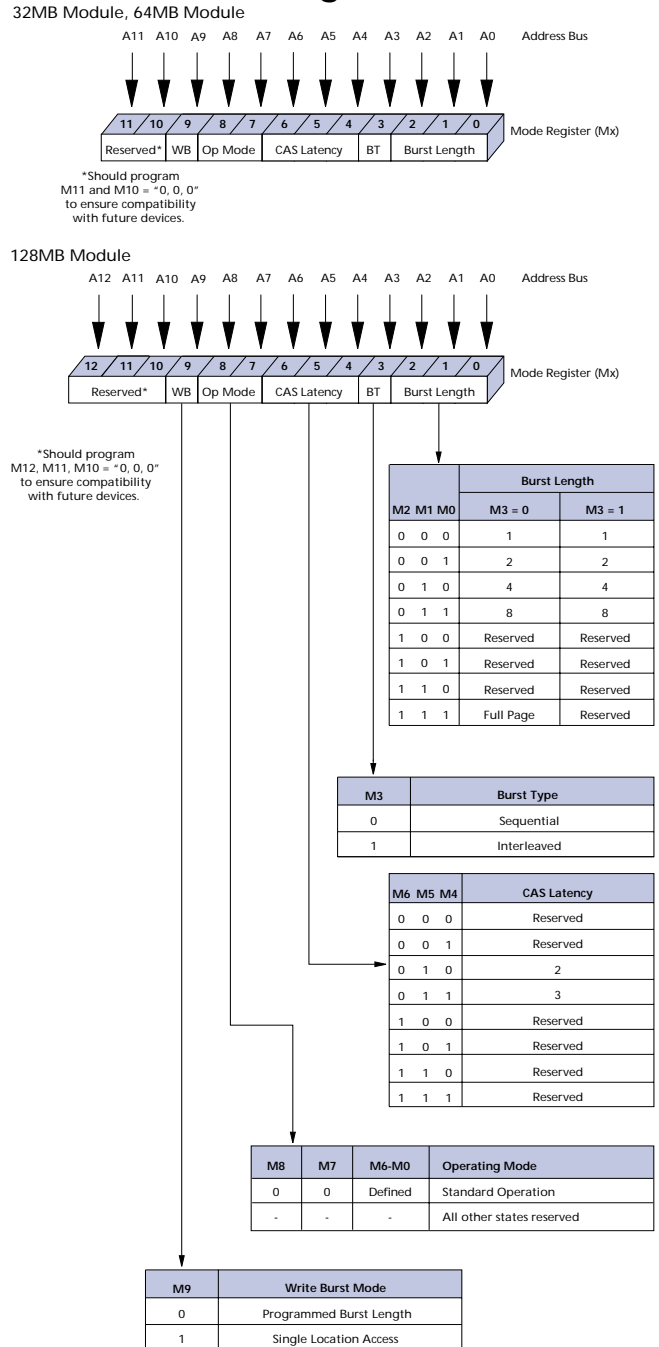 32MB Module, 64MB Module
A11 A10 A9 A8 A7 A6 A5 A4 A3 A2 A1 A0 Address Bus
11 10 9 8 7 6 5 4 3 2 1 0
Mode Register (Mx)
Reserved* WB Op Mode CAS Latency BT Burst Length
*Should program
M11 and M10 = “0, 0, 0”
to ensure compatibility
with future devices.
128MB Module
A12 A11 A10 A9 A8 A7 A6 A5 A4 A3 A2 A1 A0 Address Bus
12 11 10 9 8 7 6 5 4 3 2 1 0
Mode Register (Mx)
Reserved* WB Op Mode CAS Latency BT Burst Length
*Should program
M12, M11, M10 = “0, 0, 0”
to ensure compatibility
with future devices.
Burst Length
M2 M1 M0 M3 = 0 M3 = 1
0 0 0 1 1
0 0 1 2 2
0 1 0 4 4
0 1 1 8 8
1 0 0 Reserved Reserved
1 0 1 Reserved Reserved
1 1 0 Reserved Reserved
1 1 1 Full Page Reserved
M3 Burst Type
0 Sequential
1 Interleaved
M6 M5 M4 CAS Latency
0 0 0 Reserved
0 0 1 Reserved
0 1 0 2
0 1 1 3
1 0 0 Reserved
1 0 1 Reserved
1 1 0 Reserved
1 1 1 Reserved
M8 M7 M6-M0 Operating Mode
0 0 Defined Standard Operation
- - - All other states reserved
M9 Write Burst Mode
0 Programmed Burst Length
1 Single Location Access